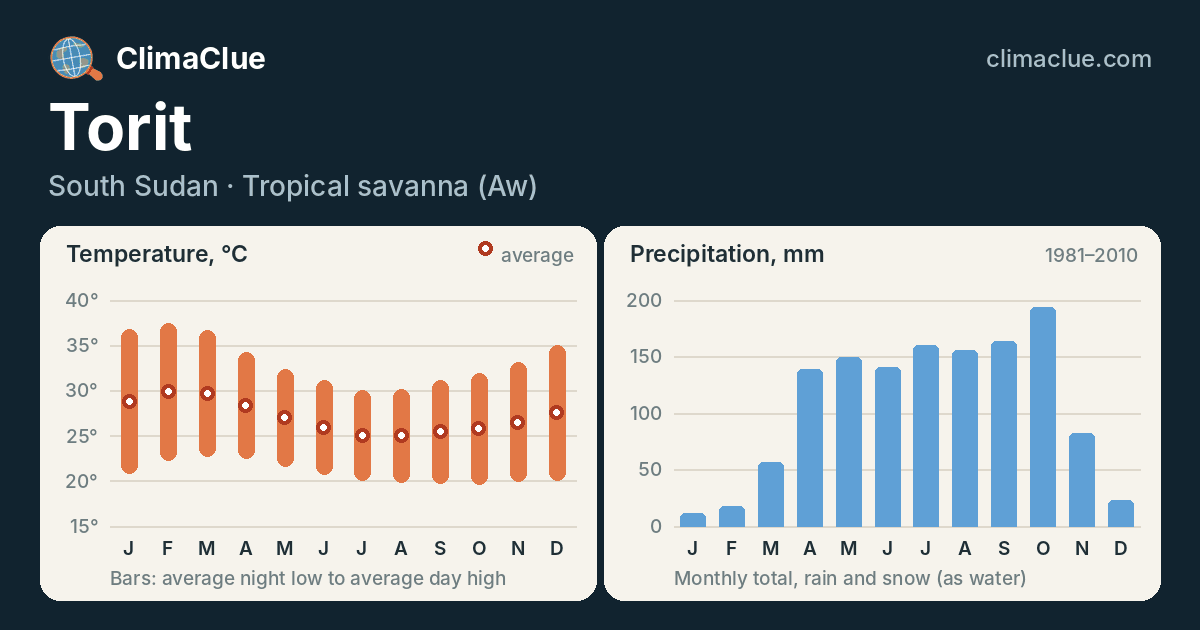 ClimaClue
climaclue.com
Torit
South Sudan · Tropical savanna (Aw)
Temperature, °C
average
40°
35°
30°
25°
20°
15°
J F M A M J J A S O N D
Bars: average night low to average day high
Precipitation, mm
1981–2010
200
150
100
50
0
J F M A M J J A S O N D
Monthly total, rain and snow (as water)